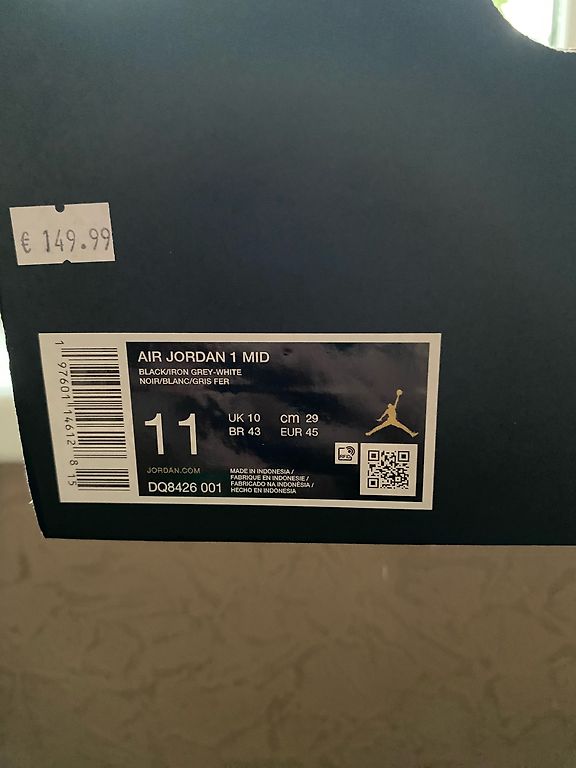 € 149.99
AIR JORDAN 1 MID
BLACK/IRON GREY-WHITE
NOIR/BLANC/GRIS FER
11
UK 10
cm 29
BR 43
EUR 45
JORDAN.COM
DQ8426 001
MADE IN INDONESIA /
FABRIQUE EN INDONESIE /
FABRICADO NA INDONÉSIA /
HECHO EN INDONESIA
1 97601 14612 8 15